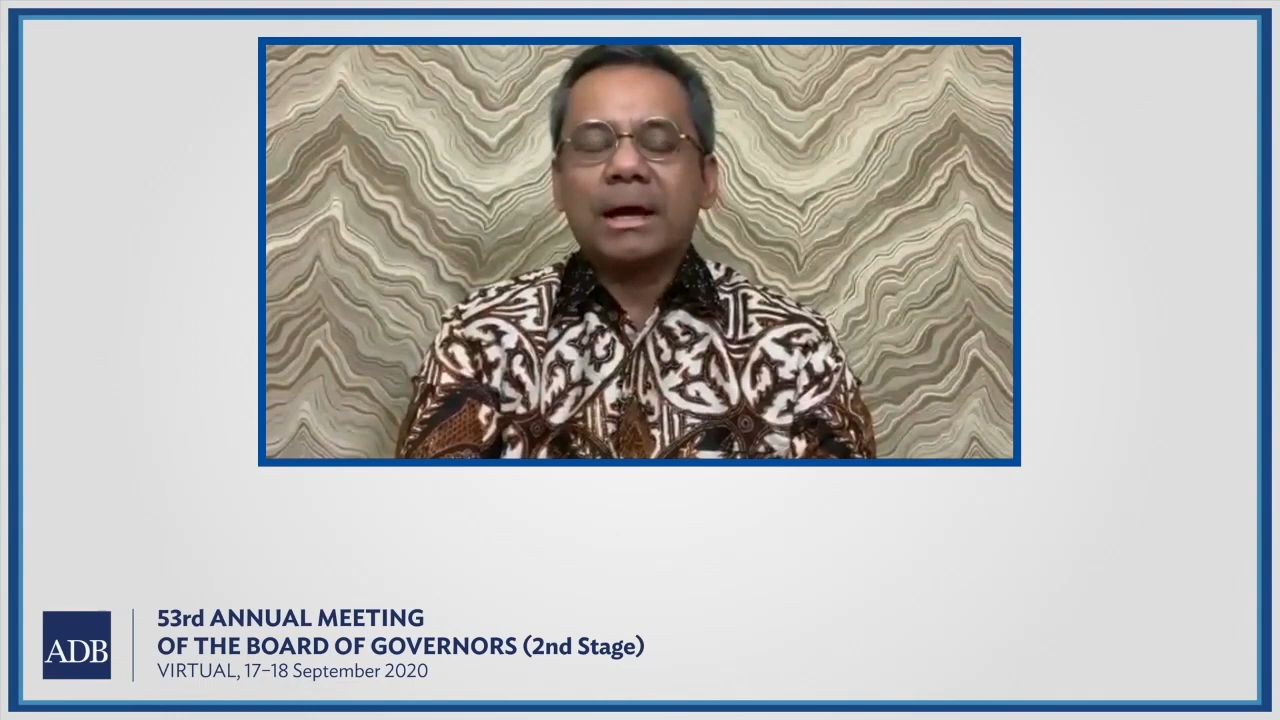 ADB
53rd ANNUAL MEETING
OF THE BOARD OF GOVERNORS (2nd Stage)
VIRTUAL, 17–18 September 2020